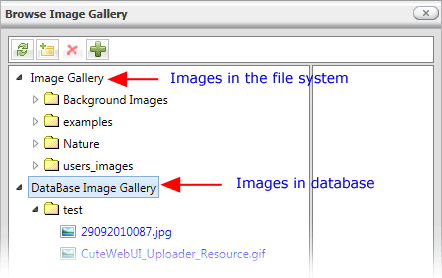 Browse Image Gallery
Image Gallery
Images in the file system
Background Images
examples
Nature
users_images
DataBase Image Gallery
Images in database
test
29092010087.jpg
CuteWebUI_Uploader_Resource.gif